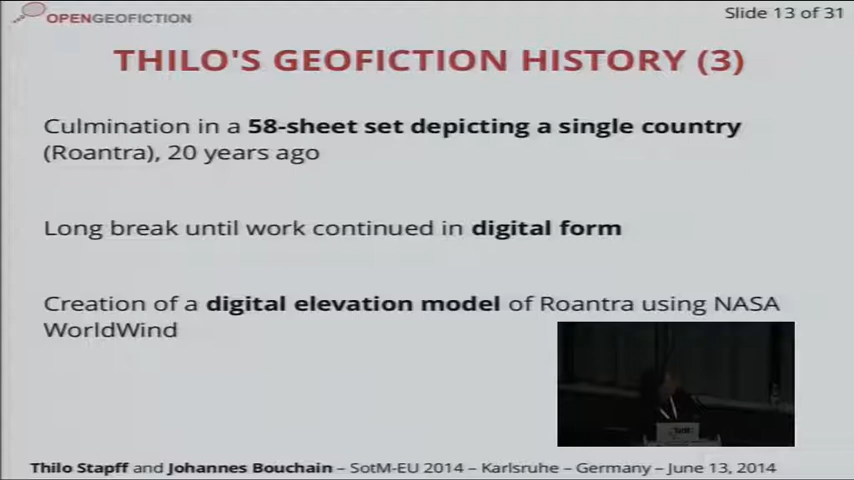 OPENGEOFICTION
Slide 13 of 31
THILO'S GEOFICTION HISTORY (3)
Culmination in a 58-sheet set depicting a single country
(Roantra), 20 years ago
Long break until work continued in digital form
Creation of a digital elevation model of Roantra using NASA
WorldWind
Thilo Stapff and Johannes Bouchain – SotM-EU 2014 – Karlsruhe – Germany – June 13, 2014